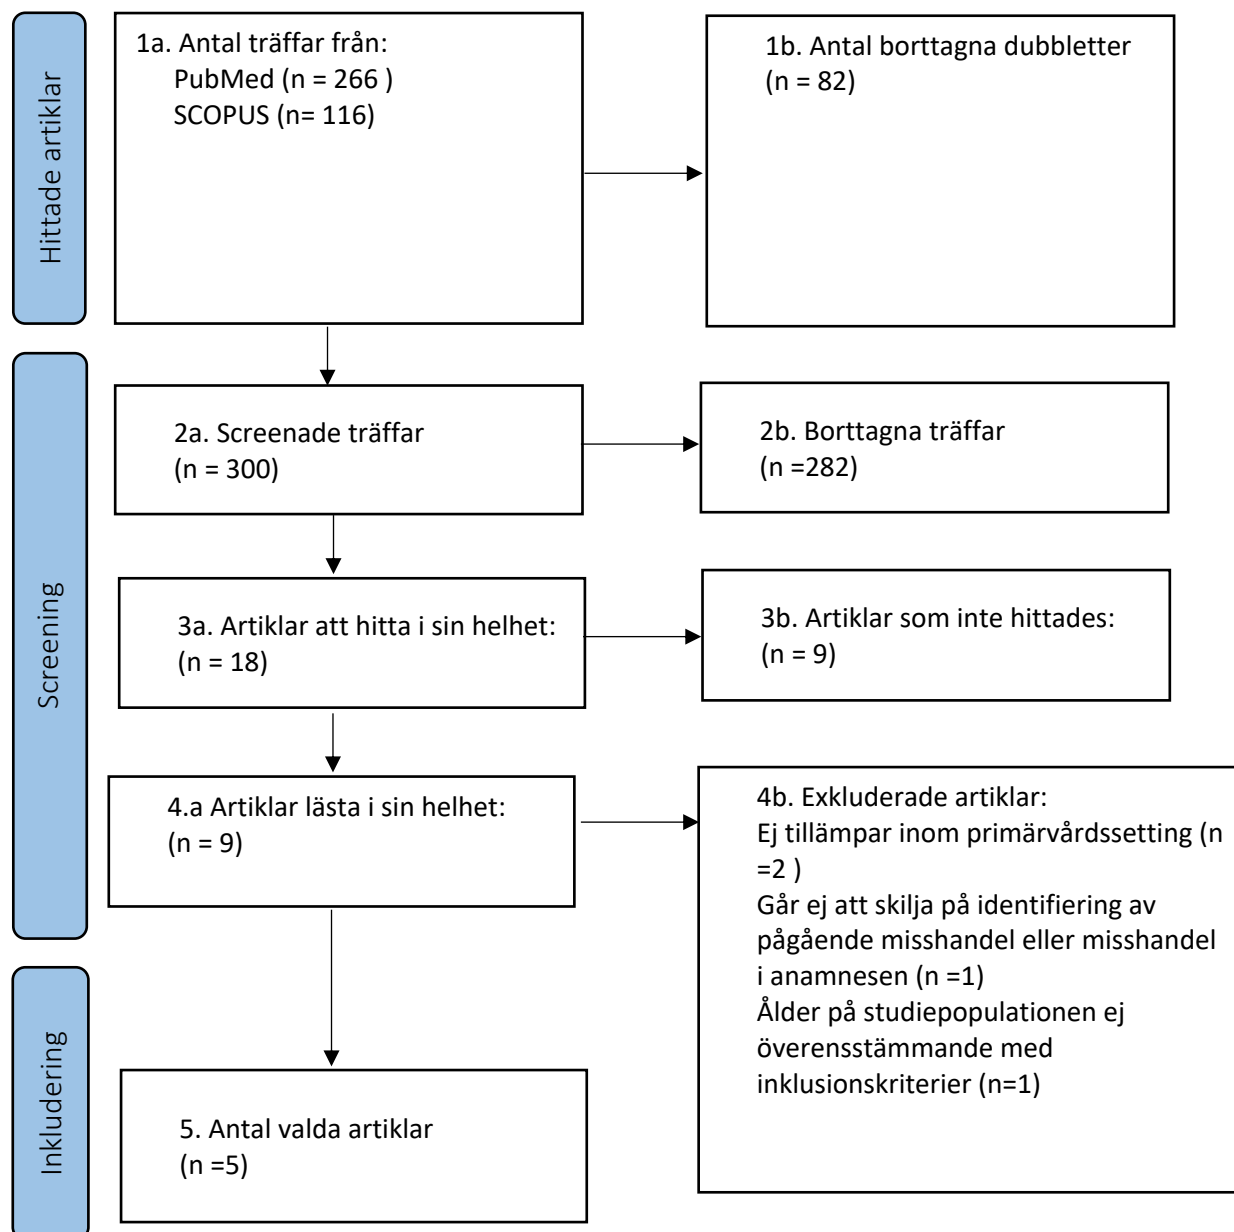 Hittade artiklar
1a. Antal träffar från:
PubMed (n = 266 )
SCOPUS (n= 116)
1b. Antal borttagna dubbletter
(n = 82)
Screening
2a. Screenade träffar
(n = 300)
2b. Borttagna träffar
(n =282)
3a. Artiklar att hitta i sin helhet:
(n = 18)
3b. Artiklar som inte hittades:
(n = 9)
4.a Artiklar lästa i sin helhet:
(n = 9)
4b. Exkluderade artiklar:
Ej tillämpar inom primärvårdssetting (n
=2 )
Går ej att skilja på identifiering av
pågående misshandel eller misshandel
i anamnesen (n =1)
Ålder på studiepopulationen ej
överensstämmande med
inklusionskriterier (n=1)
Inkludering
5. Antal valda artiklar
(n =5)